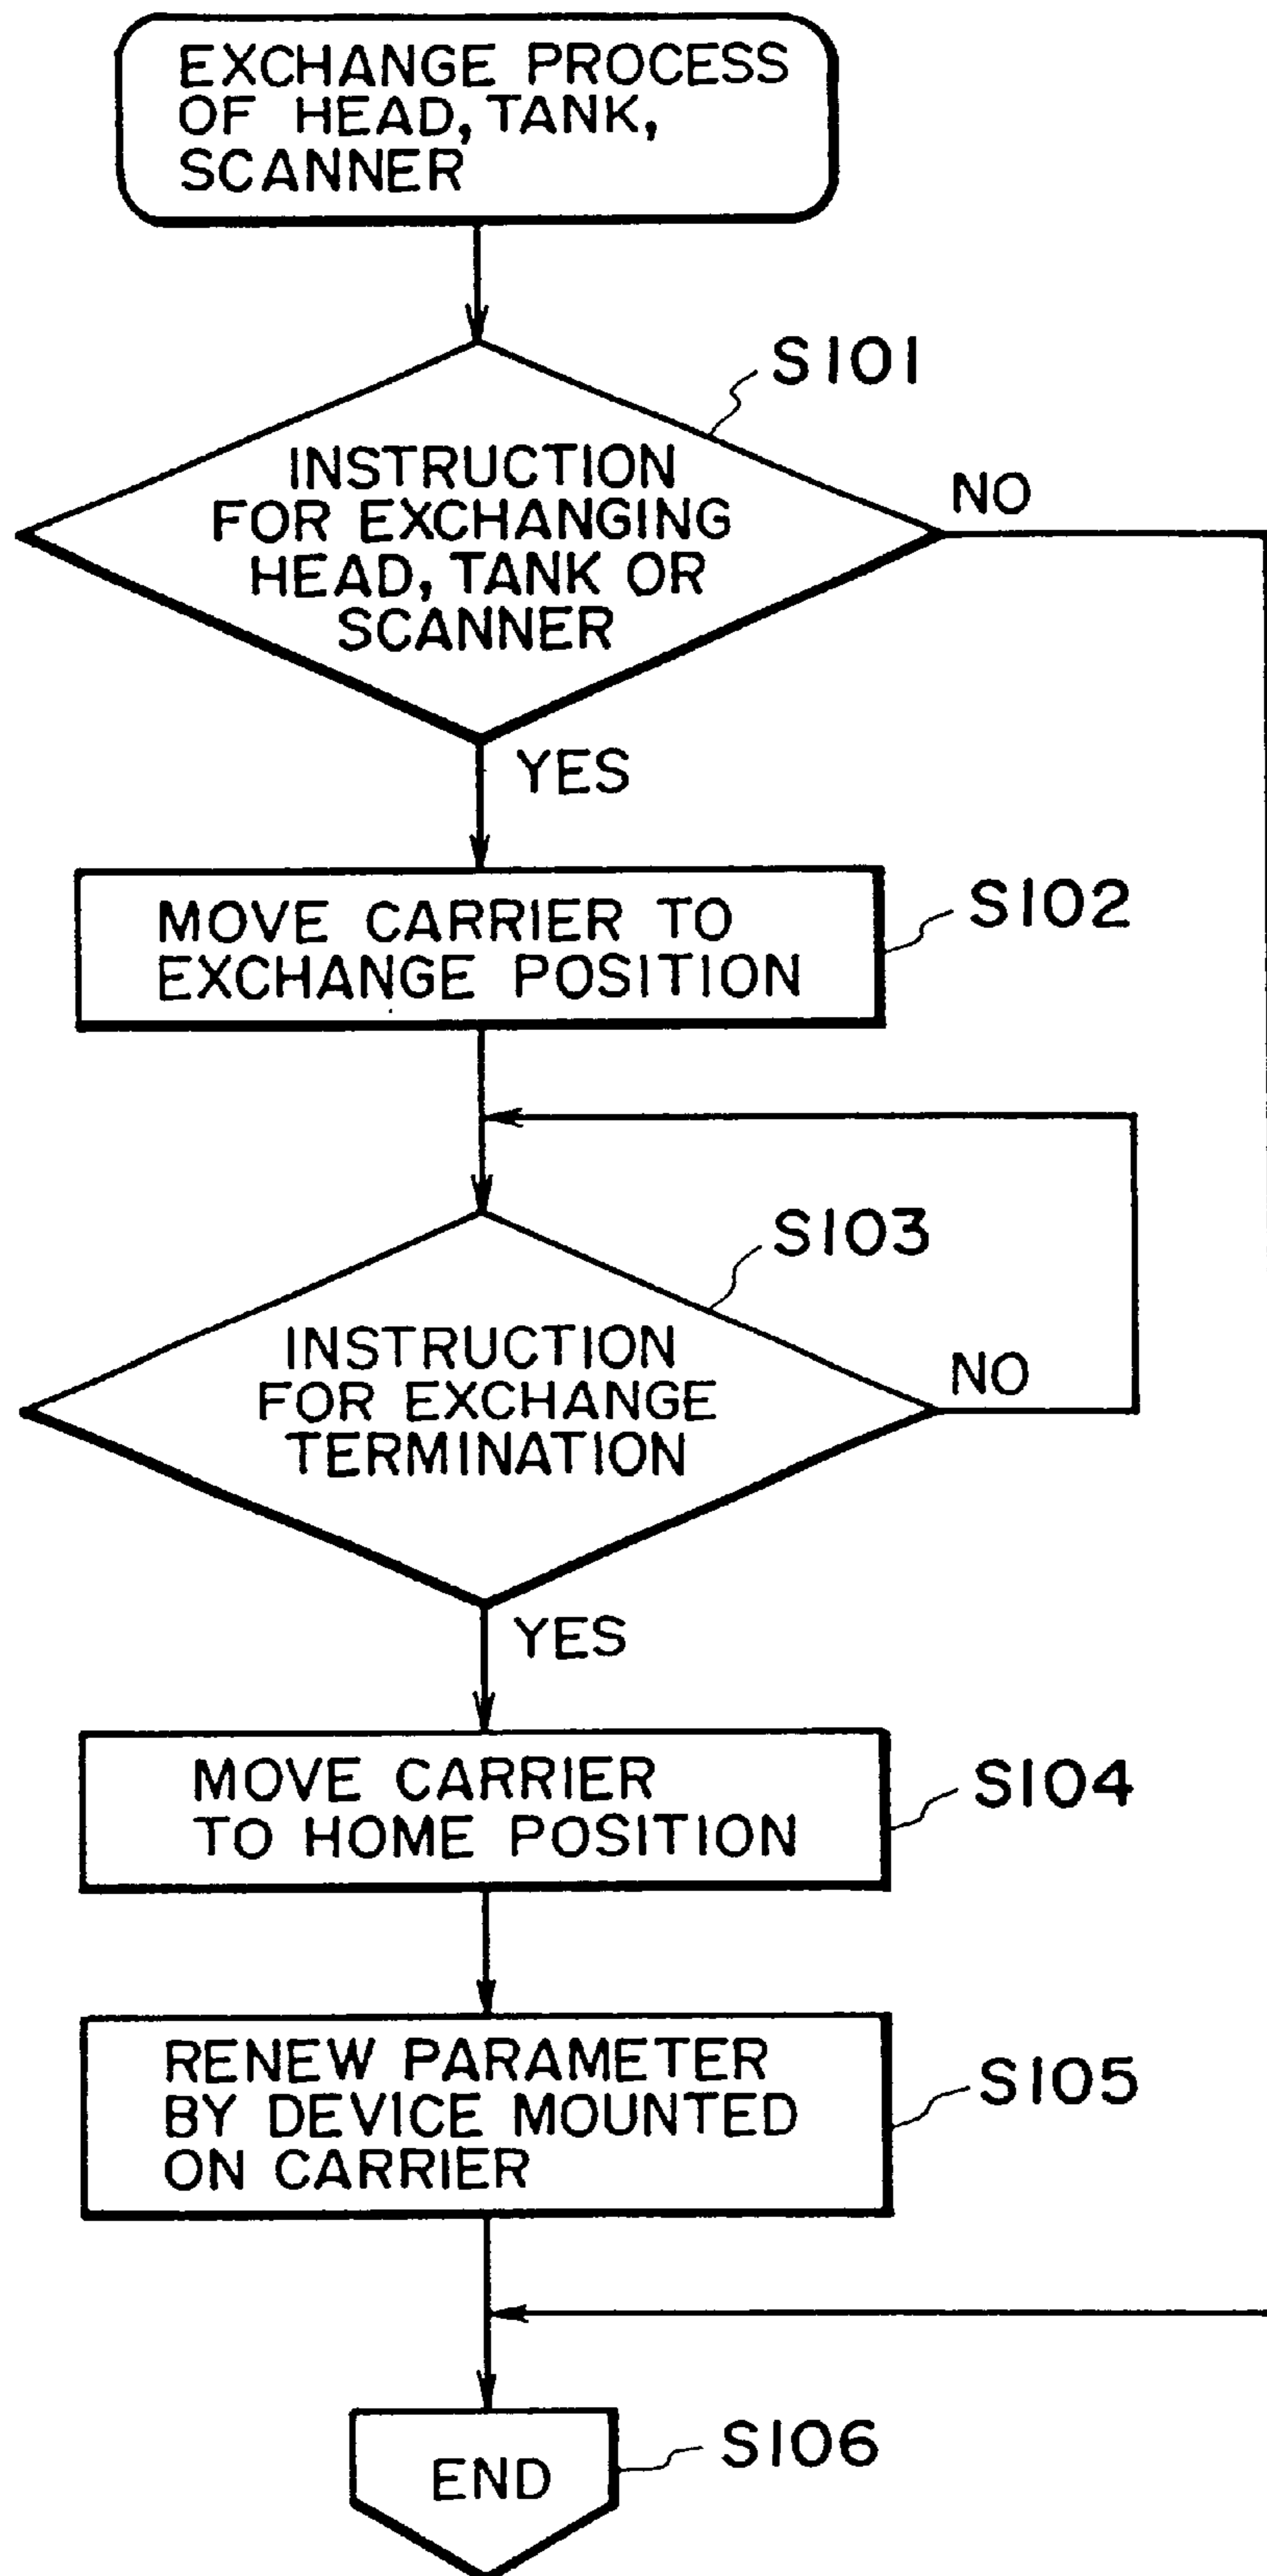 EXCHANGE PROCESS
OF HEAD, TANK,
SCANNER
S101
INSTRUCTION
FOR EXCHANGING
HEAD, TANK OR
SCANNER
NO
YES
MOVE CARRIER TO
EXCHANGE POSITION
S102
S103
INSTRUCTION
FOR EXCHANGE
TERMINATION
NO
YES
MOVE CARRIER
TO HOME POSITION
S104
RENEW PARAMETER
BY DEVICE MOUNTED
ON CARRIER
S105
END
S106